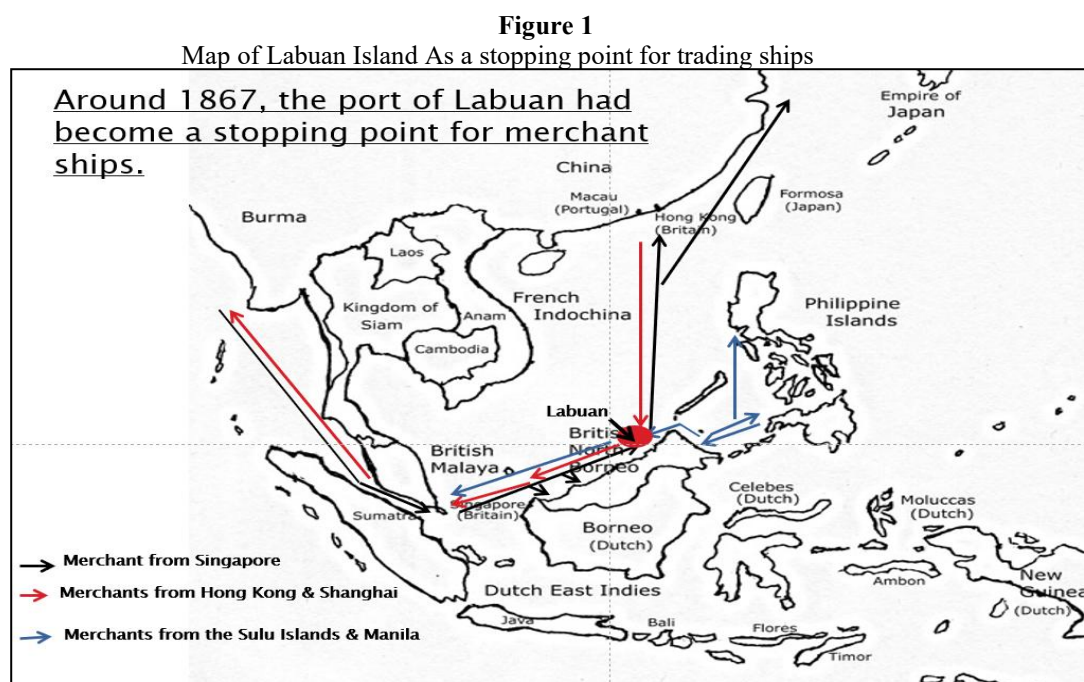 Figure 1
Map of Labuan Island As a stopping point for trading ships
Around 1867, the port of Labuan had
become a stopping point for merchant
ships.
Empire of
Japan
China
Macau
(Portugal)
Hong Kong
(Britain)
Formosa
(Japan)
Burma
Laos
Kingdom of
Siam
Anam
French
Indochina
Cambodia
Philippine
Islands
Labuan
British
North
Borneo
British
Malaya
Singapore
(Britain)
Sumatra
Celebes
(Dutch)
Moluccas
(Dutch)
Borneo
(Dutch)
Merchant from Singapore
Merchants from Hong Kong & Shanghai
Merchants from the Sulu Islands & Manila
Dutch East Indies
Ambon
New
Guinea
(Dutch)
Java
Bali
Flores
Timor